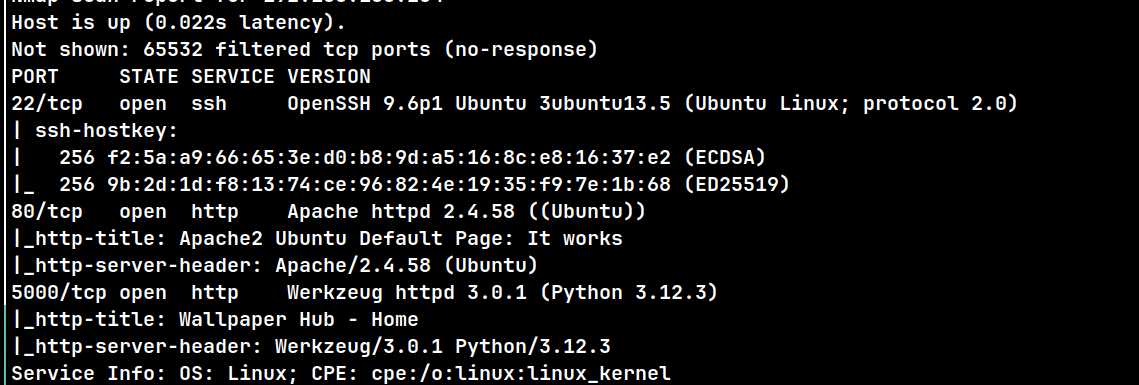 Host is up (0.022s latency).
Not shown: 65532 filtered tcp ports (no-response)
PORT     STATE SERVICE VERSION
22/tcp   open  ssh     OpenSSH 9.6p1 Ubuntu 3ubuntu13.5 (Ubuntu Linux; protocol 2.0)
| ssh-hostkey:
|   256 f2:5a:a9:66:65:3e:d0:b8:9d:a5:16:8c:e8:16:37:e2 (ECDSA)
|_  256 9b:2d:1d:f8:13:74:ce:96:82:4e:19:35:f9:7e:1b:68 (ED25519)
80/tcp   open  http    Apache httpd 2.4.58 ((Ubuntu))
|_http-title: Apache2 Ubuntu Default Page: It works
|_http-server-header: Apache/2.4.58 (Ubuntu)
5000/tcp open  http    Werkzeug httpd 3.0.1 (Python 3.12.3)
|_http-title: Wallpaper Hub - Home
|_http-server-header: Werkzeug/3.0.1 Python/3.12.3
Service Info: OS: Linux; CPE: cpe:/o:linux:linux_kernel